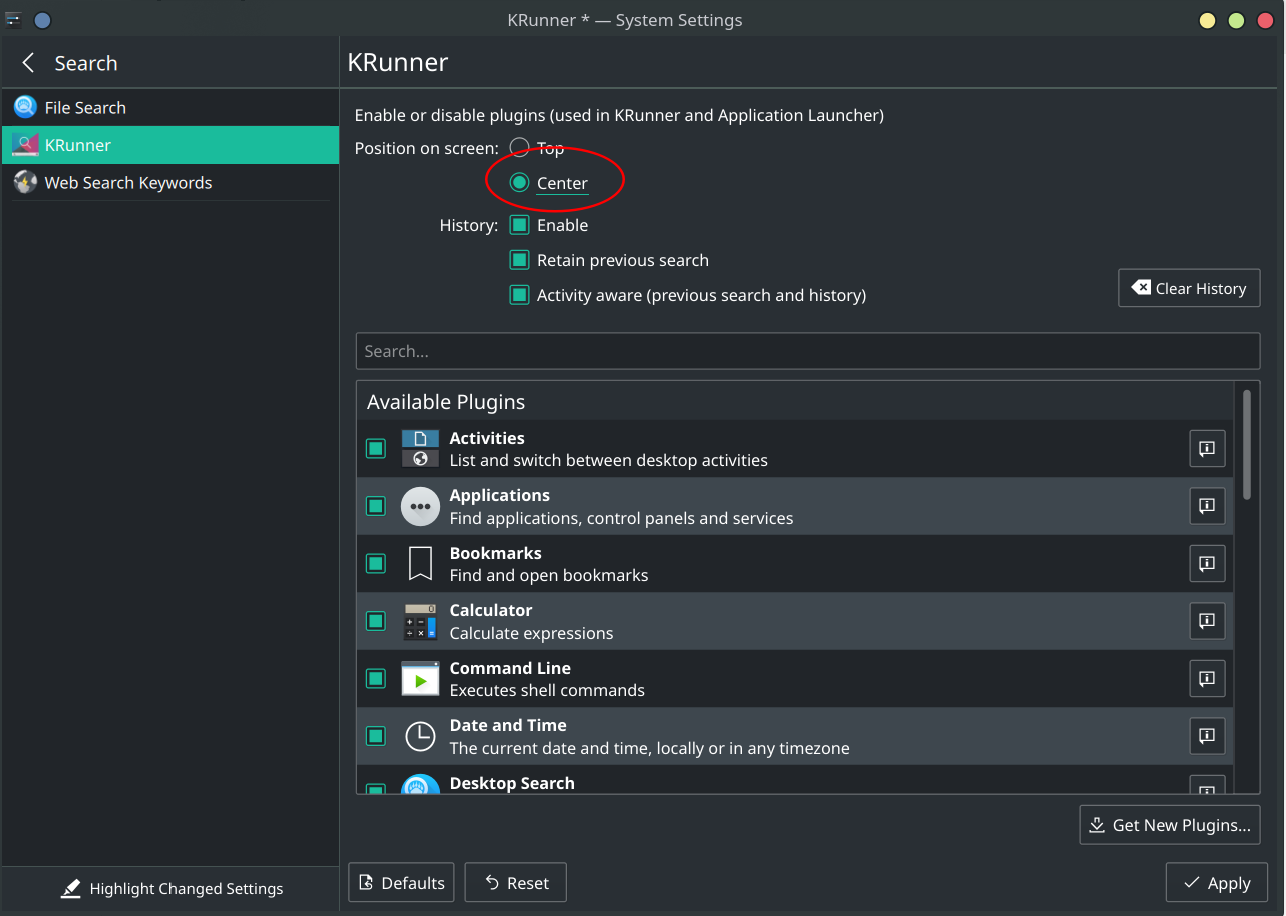 KRunner * — System Settings
Search
File Search
KRunner
Web Search Keywords
Highlight Changed Settings
KRunner
Enable or disable plugins (used in KRunner and Application Launcher)
Position on screen: Top
Center
History: Enable
Retain previous search
Activity aware (previous search and history)
Clear History
Search...
Available Plugins
Activities
List and switch between desktop activities
Applications
Find applications, control panels and services
Bookmarks
Find and open bookmarks
Calculator
Calculate expressions
Command Line
Executes shell commands
Date and Time
The current date and time, locally or in any timezone
Desktop Search
Get New Plugins...
Defaults
Reset
Apply